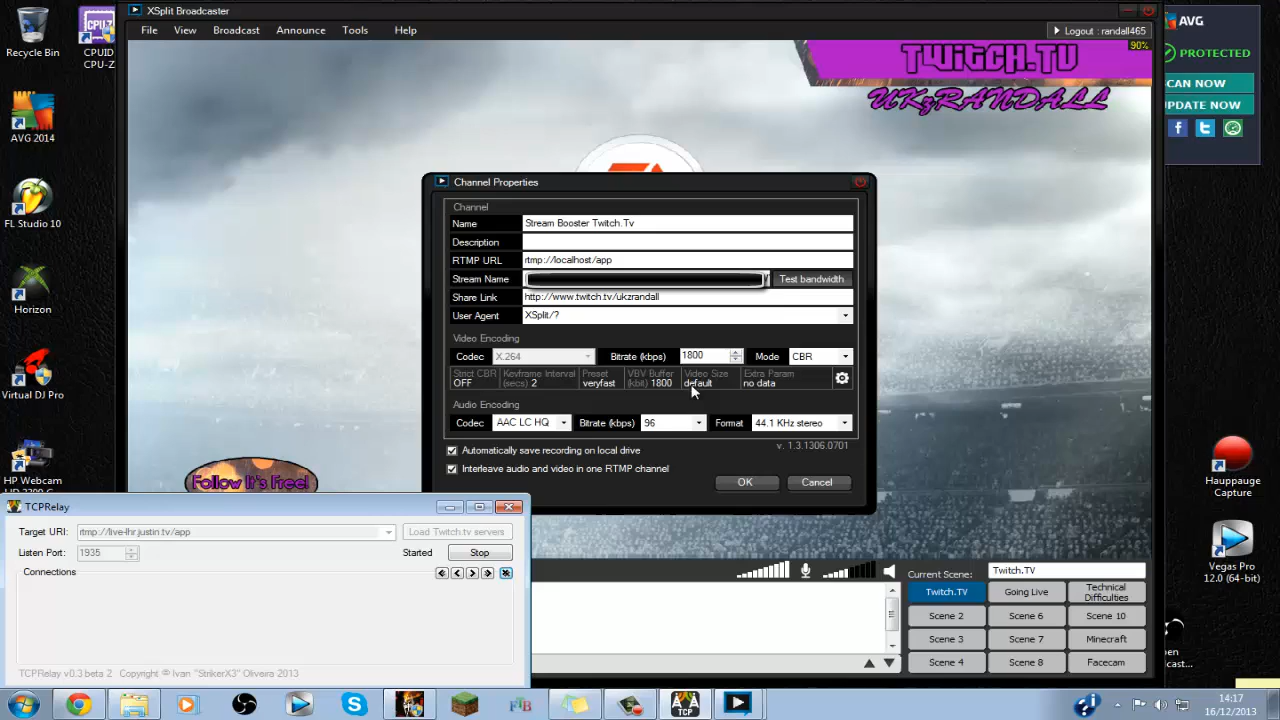 XSplit Broadcaster
File View Broadcast Announce Tools Help
Logout : randall465
90%
TWitCH.TV
UKzRANDALL
AVG
PROTECTED
SCAN NOW
UPDATE NOW
Recycle Bin
CPUID
CPU-Z
AVG 2014
FL Studio 10
Horizon
Virtual DJ Pro
HP Webcam
Channel Properties
Channel
Name Stream Booster Twitch.Tv
Description
RTMP URL rtmp://localhost/app
Stream Name Test bandwidth
Share Link http://www.twitch.tv/ukzrandall
User Agent XSplit/?
Video Encoding
Codec X.264 Bitrate (kbps) 1800 Mode CBR
Strict CBR Keyframe Interval Preset VBV Buffer Video Size Extra Param
OFF (secs) 2 veryfast (kbit) 1800 default no data
Audio Encoding
Codec AAC LC HQ Bitrate (kbps) 96 Format 44.1 KHz stereo
v. 1.3.1306.0701
Automatically save recording on local drive
Interleave audio and video in one RTMP channel
OK Cancel
Follow It's Free!
TCPRelay
Target URI: rtmp://live-lhr.justin.tv/app Load Twitch.tv servers
Listen Port: 1935 Started Stop
Connections
TCPRelay v0.3 beta 2 Copyright © Ivan "StrikerX3" Oliveira 2013
Current Scene: Twitch.TV
Twitch.TV Going Live Technical Difficulties
Scene 2 Scene 6 Scene 10
Scene 3 Scene 7 Minecraft
Scene 4 Scene 8 Facecam
Hauppauge
Capture
Vegas Pro
12.0 (64-bit)
TCP
14:17
16/12/2013